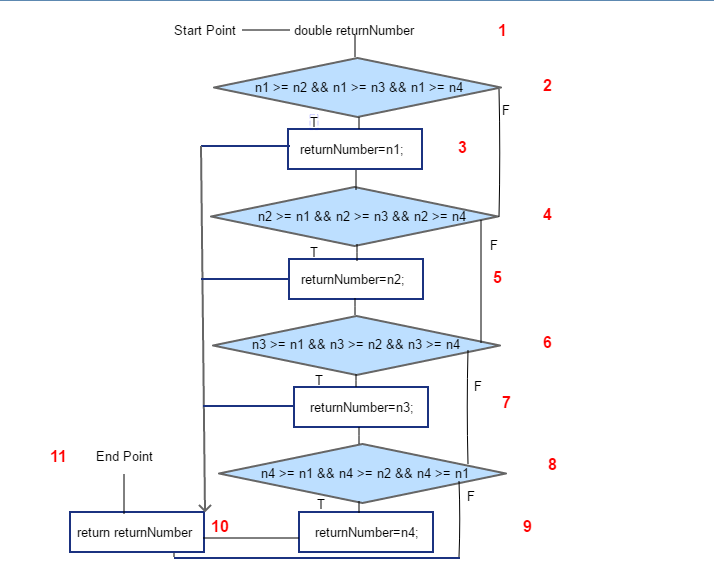 Start Point double returnNumber 1
n1 >= n2 && n1 >= n3 && n1 >= n4 2
F
T
returnNumber=n1; 3
n2 >= n1 && n2 >= n3 && n2 >= n4 4
F
T
returnNumber=n2; 5
n3 >= n1 && n3 >= n2 && n3 >= n4 6
T
F
returnNumber=n3; 7
11 End Point
n4 >= n1 && n4 >= n2 && n4 >= n1 8
F
T
return returnNumber 10 returnNumber=n4; 9